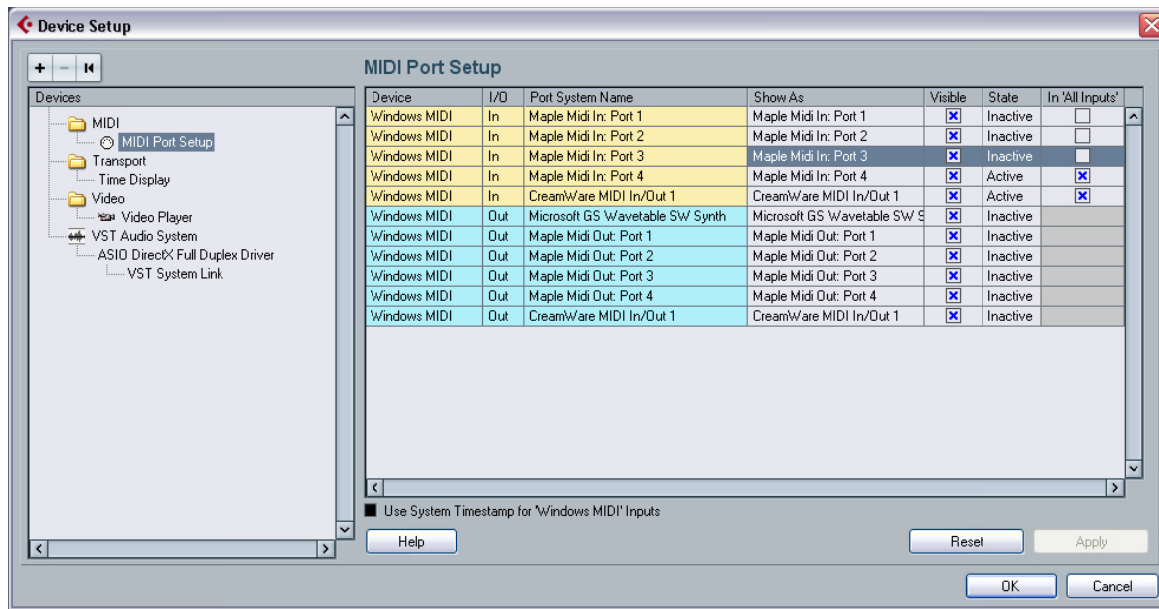 Device Setup
+ –
MIDI Port Setup
Devices
MIDI
MIDI Port Setup
Transport
Time Display
Video
Video Player
VST Audio System
ASIO DirectX Full Duplex Driver
VST System Link
Device I/O Port System Name Show As Visible State In 'All Inputs'
Windows MIDI In Maple Midi In: Port 1 Maple Midi In: Port 1 Inactive
Windows MIDI In Maple Midi In: Port 2 Maple Midi In: Port 2 Inactive
Windows MIDI In Maple Midi In: Port 3 Maple Midi In: Port 3 Inactive
Windows MIDI In Maple Midi In: Port 4 Maple Midi In: Port 4 Active
Windows MIDI In CreamWare MIDI In/Out 1 CreamWare MIDI In/Out 1 Active
Windows MIDI Out Microsoft GS Wavetable SW Synth Microsoft GS Wavetable SW S Inactive
Windows MIDI Out Maple Midi Out: Port 1 Maple Midi Out: Port 1 Inactive
Windows MIDI Out Maple Midi Out: Port 2 Maple Midi Out: Port 2 Inactive
Windows MIDI Out Maple Midi Out: Port 3 Maple Midi Out: Port 3 Inactive
Windows MIDI Out Maple Midi Out: Port 4 Maple Midi Out: Port 4 Inactive
Windows MIDI Out CreamWare MIDI In/Out 1 CreamWare MIDI In/Out 1 Inactive
Use System Timestamp for 'Windows MIDI' Inputs
Help Reset Apply
OK Cancel